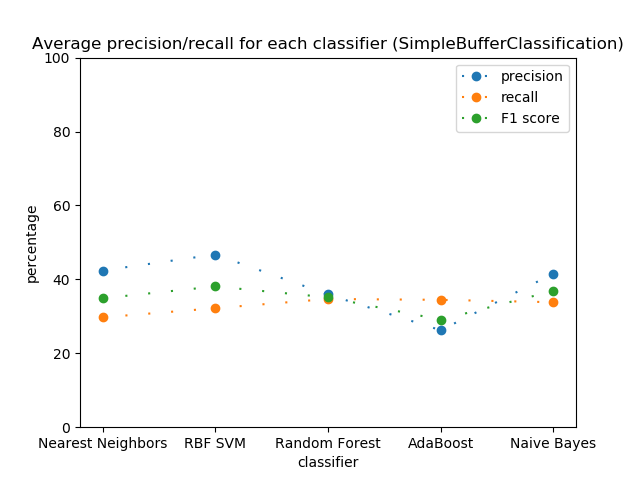 Average precision/recall for each classifier (SimpleBufferClassification)
precision
recall
F1 score
percentage
100
80
60
40
20
0
Nearest Neighbors RBF SVM Random Forest AdaBoost Naive Bayes
classifier